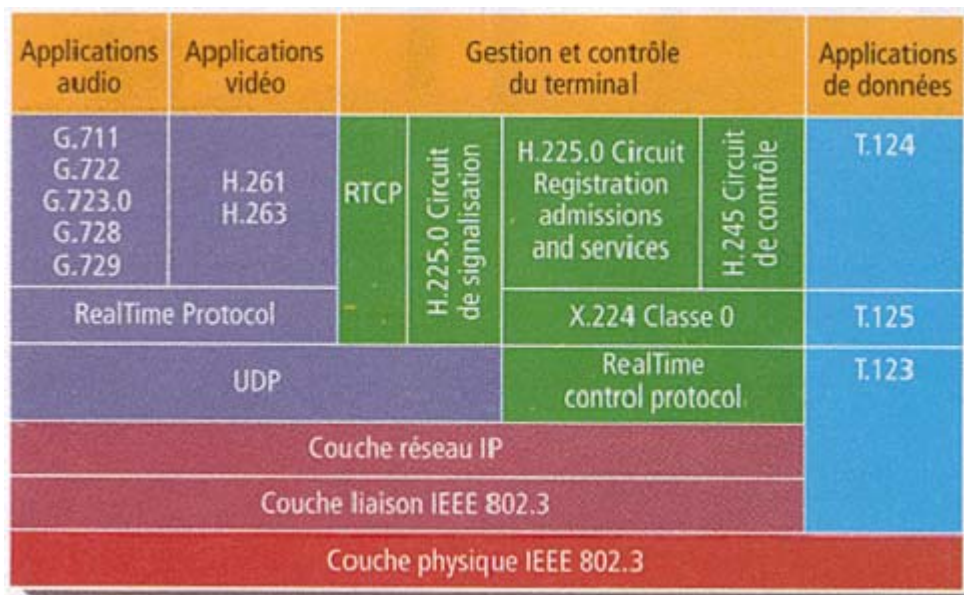 Applications
audio
Applications
vidéo
Gestion et contrôle
du terminal
Applications
de données
G.711
G.722
G.723.0
G.728
G.729
H.261
H.263
RTCP
H.225.0 Circuit
de signalisation
H.225.0 Circuit
Registration
admissions
and services
H.245 Circuit
de contrôle
T.124
RealTime Protocol
X.224 Classe 0
T.125
UDP
RealTime
control protocol
T.123
Couche réseau IP
Couche liaison IEEE 802.3
Couche physique IEEE 802.3